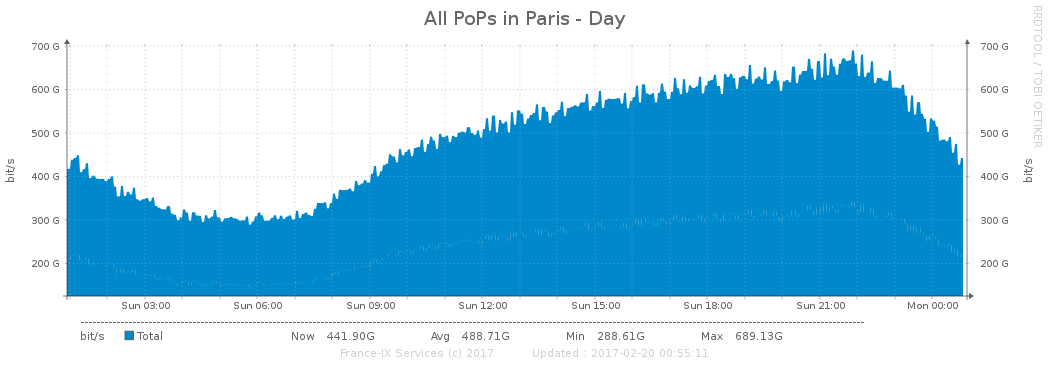 All PoPs in Paris - Day
RRDTOOL / TOBI OETIKER
bit/s
700 G
600 G
500 G
400 G
300 G
200 G
700 G
600 G
500 G
400 G
300 G
200 G
bit/s
Sun 03:00 Sun 06:00 Sun 09:00 Sun 12:00 Sun 15:00 Sun 18:00 Sun 21:00 Mon 00:00
bit/s Total Now 441.90G Avg 488.71G Min 288.61G Max 689.13G
France-IX Services (c) 2017 Updated : 2017-02-20 00:55:11